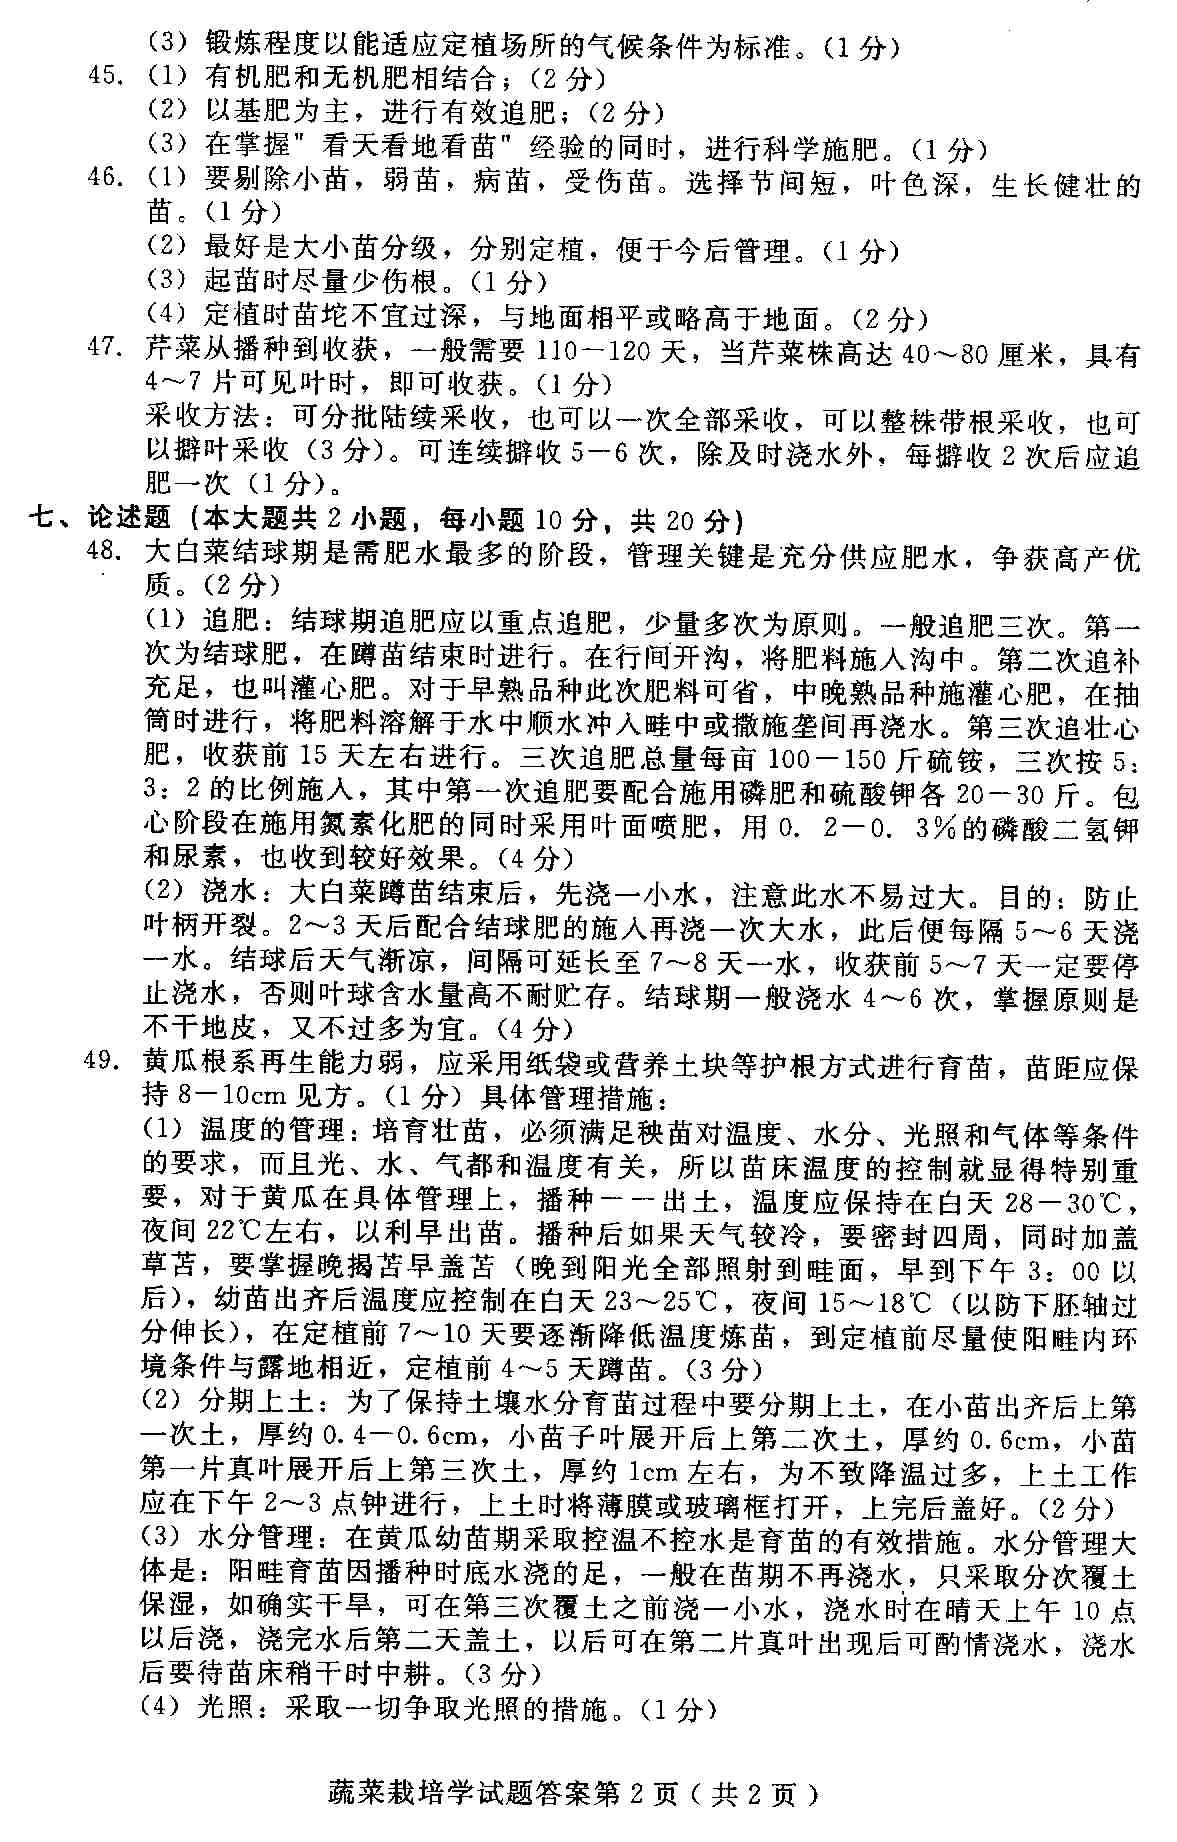 (3) 锻炼程度以能适应定植场所的气候条件为标准。(1 分)
45. (1) 有机肥和无机肥相结合；(2 分)
(2) 以基肥为主，进行有效追肥；(2 分)
(3) 在掌握"看天看地看苗"经验的同时，进行科学施肥。(1 分)
46. (1) 要剔除小苗，弱苗，病苗，受伤苗。选择节间短，叶色深，生长健壮的
苗。(1 分)
(2) 最好是大小苗分级，分别定植，便于今后管理。(1 分)
(3) 起苗时尽量少伤根。(1 分)
(4) 定植时苗坨不宜过深，与地面相平或略高于地面。(2 分)
47. 芹菜从播种到收获，一般需要 110－120 天，当芹菜株高达 40～80 厘米，具有
4～7 片可见叶时，即可收获。(1 分)
采收方法：可分批陆续采收，也可以一次全部采收，可以整株带根采收，也可
以擗叶采收（3 分）。可连续擗收 5－6 次，除及时浇水外，每擗收 2 次后应追
肥一次（1 分）。
七、论述题（本大题共 2 小题，每小题 10 分，共 20 分）
48. 大白菜结球期是需肥水最多的阶段，管理关键是充分供应肥水，争获高产优
质。(2 分)
(1) 追肥：结球期追肥应以重点追肥，少量多次为原则。一般追肥三次。第一
次为结球肥，在蹲苗结束时进行。在行间开沟，将肥料施入沟中。第二次追补
充足，也叫灌心肥。对于早熟品种此次肥料可省，中晚熟品种施灌心肥，在抽
筒时进行，将肥料溶解于水中顺水冲入畦中或撒施垄间再浇水。第三次追壮心
肥，收获前 15 天左右进行。三次追肥总量每亩 100－150 斤硫铵，三次按 5：
3：2 的比例施入，其中第一次追肥要配合施用磷肥和硫酸钾各 20－30 斤。包
心阶段在施用氮素化肥的同时采用叶面喷肥，用 0. 2－0. 3%的磷酸二氢钾
和尿素，也收到较好效果。(4 分)
(2) 浇水：大白菜蹲苗结束后，先浇一小水，注意此水不易过大。目的：防止
叶柄开裂。2～3 天后配合结球肥的施入再浇一次大水，此后便每隔 5～6 天浇
一水。结球后天气渐凉，间隔可延长至 7～8 天一水，收获前 5～7 天一定要停
止浇水，否则叶球含水量高不耐贮存。结球期一般浇水 4～6 次，掌握原则是
不干地皮，又不过多为宜。(4 分)
49. 黄瓜根系再生能力弱，应采用纸袋或营养土块等护根方式进行育苗，苗距应保
持 8－10cm 见方。(1 分) 具体管理措施：
(1) 温度的管理：培育壮苗，必须满足秧苗对温度、水分、光照和气体等条件
的要求，而且光、水、气都和温度有关，所以苗床温度的控制就显得特别重
要，对于黄瓜在具体管理上，播种－－出土，温度应保持在白天 28－30℃，
夜间 22℃左右，以利早出苗。播种后如果天气较冷，要密封四周，同时加盖
草苫，要掌握晚揭苫早盖苫（晚到阳光全部照射到畦面，早到下午 3：00 以
后），幼苗出齐后温度应控制在白天 23～25℃，夜间 15～18℃（以防下胚轴过
分伸长），在定植前 7～10 天要逐渐降低温度炼苗，到定植前尽量使阳畦内环
境条件与露地相近，定植前 4～5 天蹲苗。(3 分)
(2) 分期上土：为了保持土壤水分育苗过程中要分期上土，在小苗出齐后上第
一次土，厚约 0. 4－0. 6cm，小苗子叶展开后上第二次土，厚约 0. 6cm，小苗
第一片真叶展开后上第三次土，厚约 1cm 左右，为不致降温过多，上土工作
应在下午 2～3 点钟进行，上土时将薄膜或玻璃框打开，上完后盖好。(2 分)
(3) 水分管理：在黄瓜幼苗期采取控温不控水是育苗的有效措施。水分管理大
体是：阳畦育苗因播种时底水浇的足，一般在苗期不再浇水，只采取分次覆土
保湿，如确实干旱，可在第三次覆土之前浇一小水，浇水时在晴天上午 10 点
以后浇，浇完水后第二天盖土，以后可在第二片真叶出现后可酌情浇水，浇水
后要待苗床稍干时中耕。(3 分)
(4) 光照：采取一切争取光照的措施。(1 分)
蔬菜栽培学试题答案第 2 页（共 2 页）